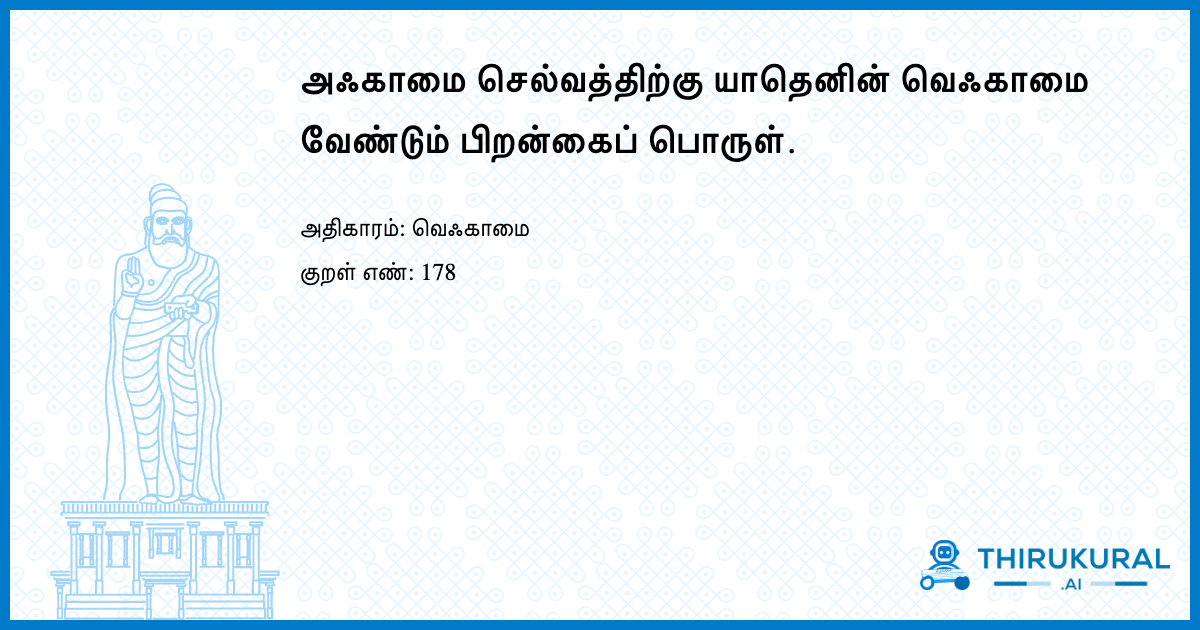 அஃகாமை செல்வத்திற்கு யாதெனின் வெஃகாமை
வேண்டும் பிறன்கைப் பொருள்.
அதிகாரம்: வெஃகாமை
குறள் எண்: 178
THIRUKURAL
.AI